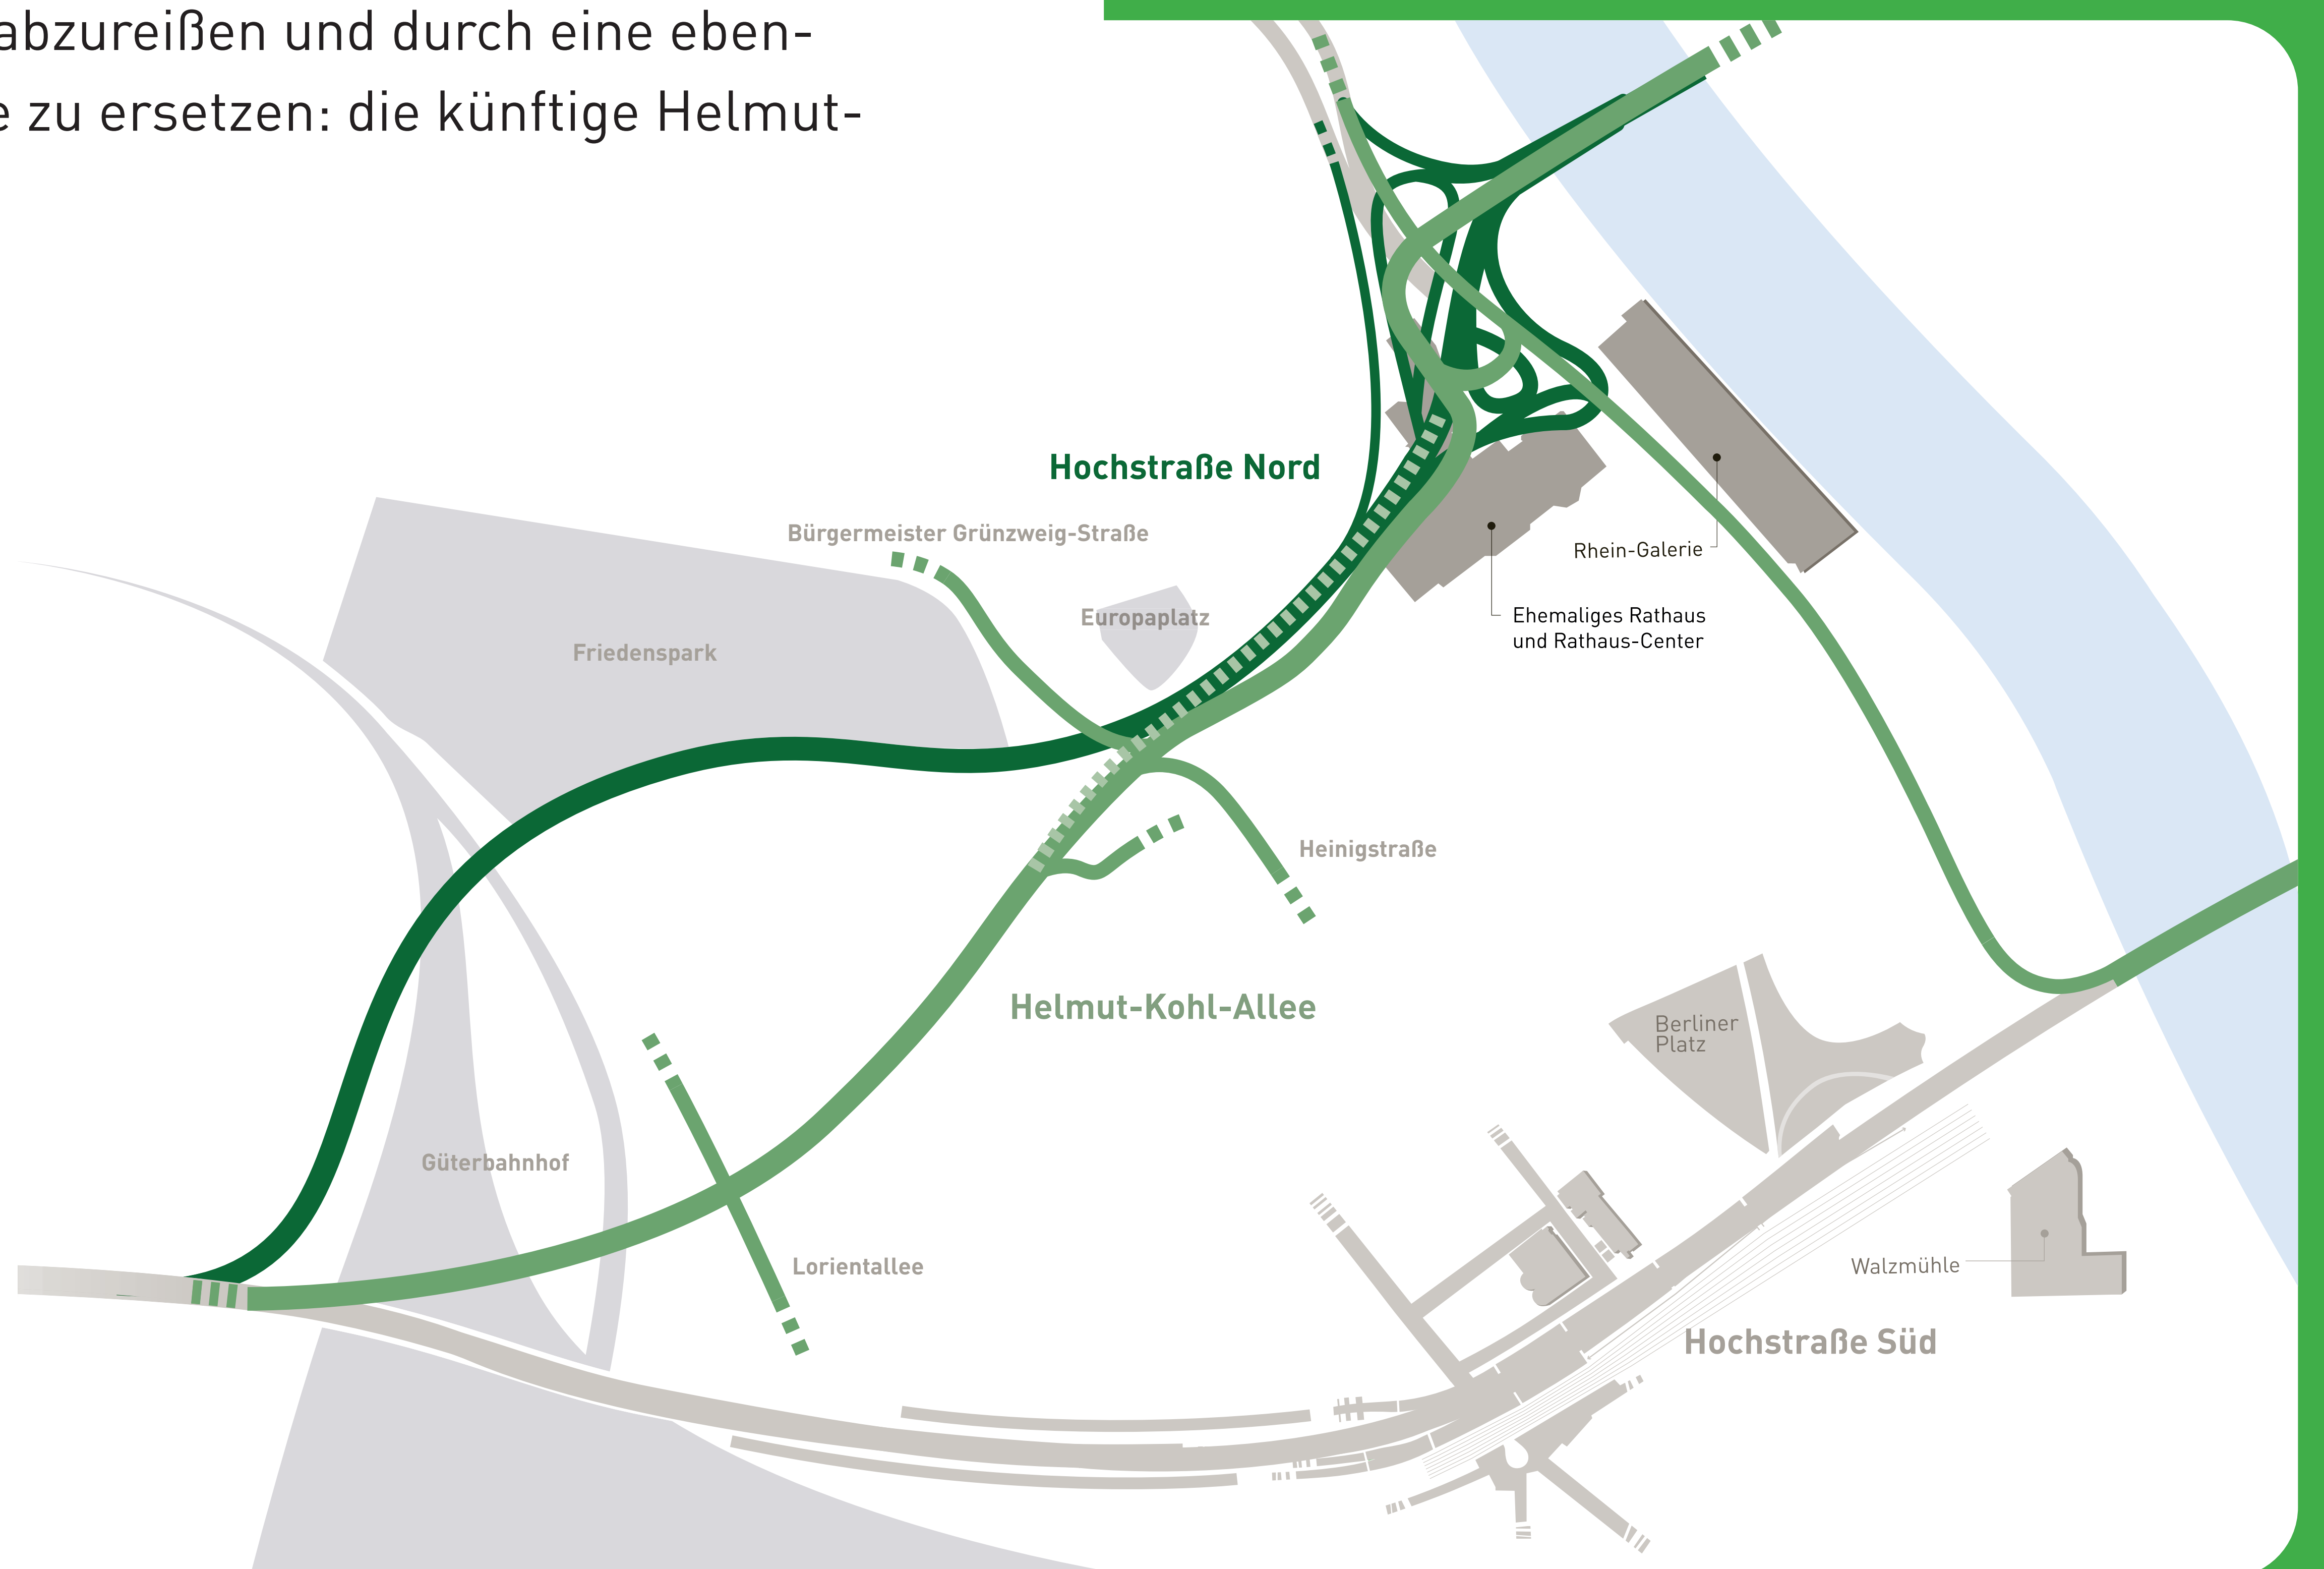 abzureißen und durch eine eben-
e zu ersetzen: die künftige Helmut-
Hochstraße Nord
Bürgermeister Grünzweig-Straße
Rhein-Galerie
Europaplatz
Ehemaliges Rathaus
und Rathaus-Center
Friedenspark
Heinigstraße
Helmut-Kohl-Allee
Berliner
Platz
Güterbahnhof
Lorientallee
Walzmühle
Hochstraße Süd